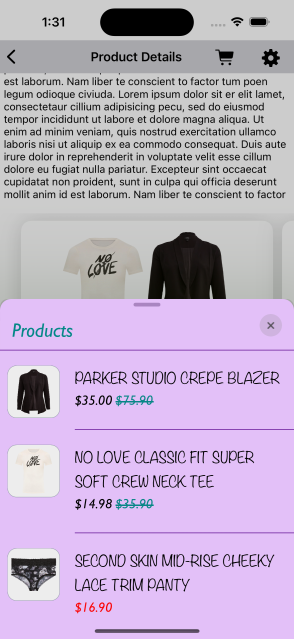 1:31
Product Details
est laborum. Nam liber te conscient to factor tum poen
legum odioque civiuda. Lorem ipsum dolor sit er elit lamet,
consectetaur cillium adipisicing pecu, sed do eiusmod
tempor incididunt ut labore et dolore magna aliqua. Ut
enim ad minim veniam, quis nostrud exercitation ullamco
laboris nisi ut aliquip ex ea commodo consequat. Duis aute
irure dolor in reprehenderit in voluptate velit esse cillum
dolore eu fugiat nulla pariatur. Excepteur sint occaecat
cupidatat non proident, sunt in culpa qui officia deserunt
mollit anim id est laborum. Nam liber te conscient to factor
NO
LOVE
Products
PARKER STUDIO CREPE BLAZER
$35.00 $75.90
NO LOVE CLASSIC FIT SUPER
SOFT CREW NECK TEE
$14.98 $35.90
NO
LOVE
SECOND SKIN MID-RISE CHEEKY
LACE TRIM PANTY
$16.90